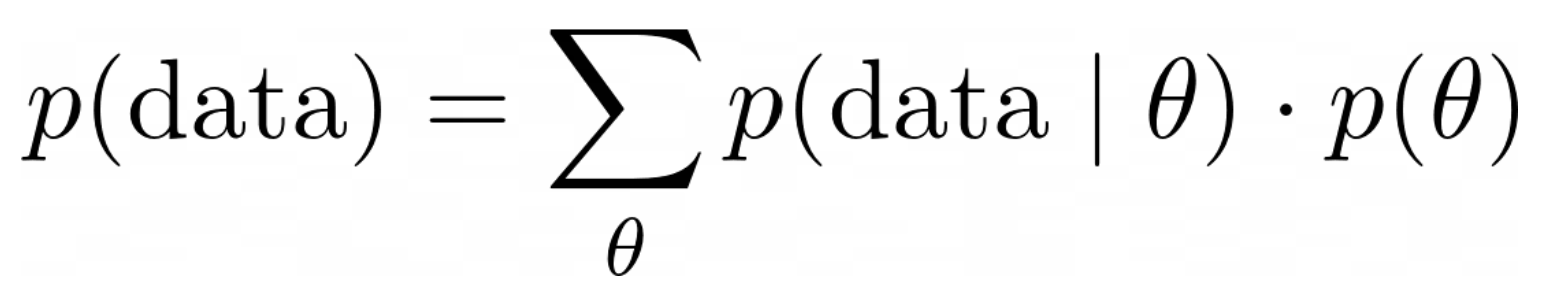 p(data) = ∑ p(data | θ) · p(θ)
θ